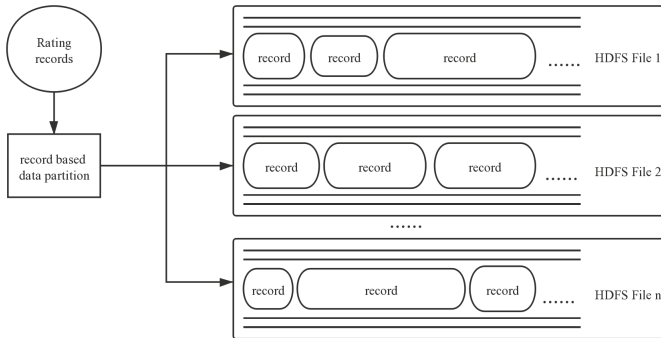 Rating
records
record based
data partition
record record record ...... HDFS File 1
record record record ...... HDFS File 2
......
record record record ...... HDFS File n